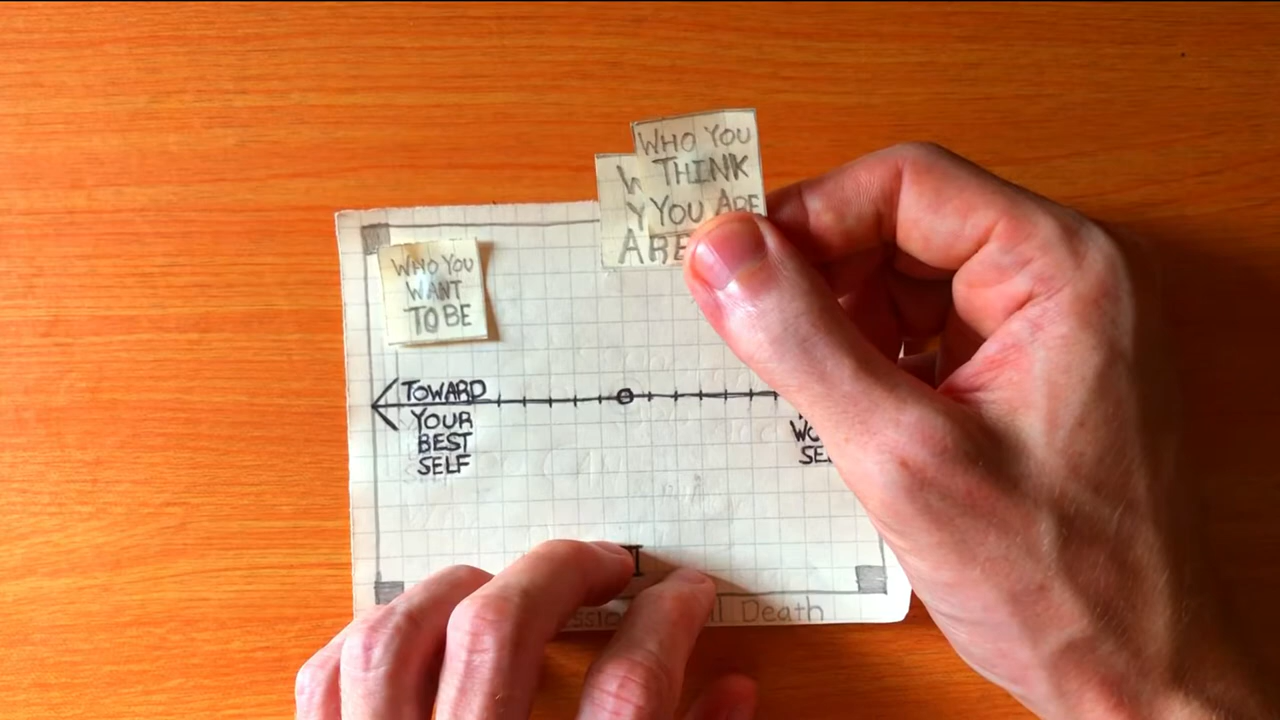 WHO YOU
THINK
YOU ARE
ARE
WHO YOU
WANT
TO BE
TOWARD
YOUR
BEST
SELF
Death